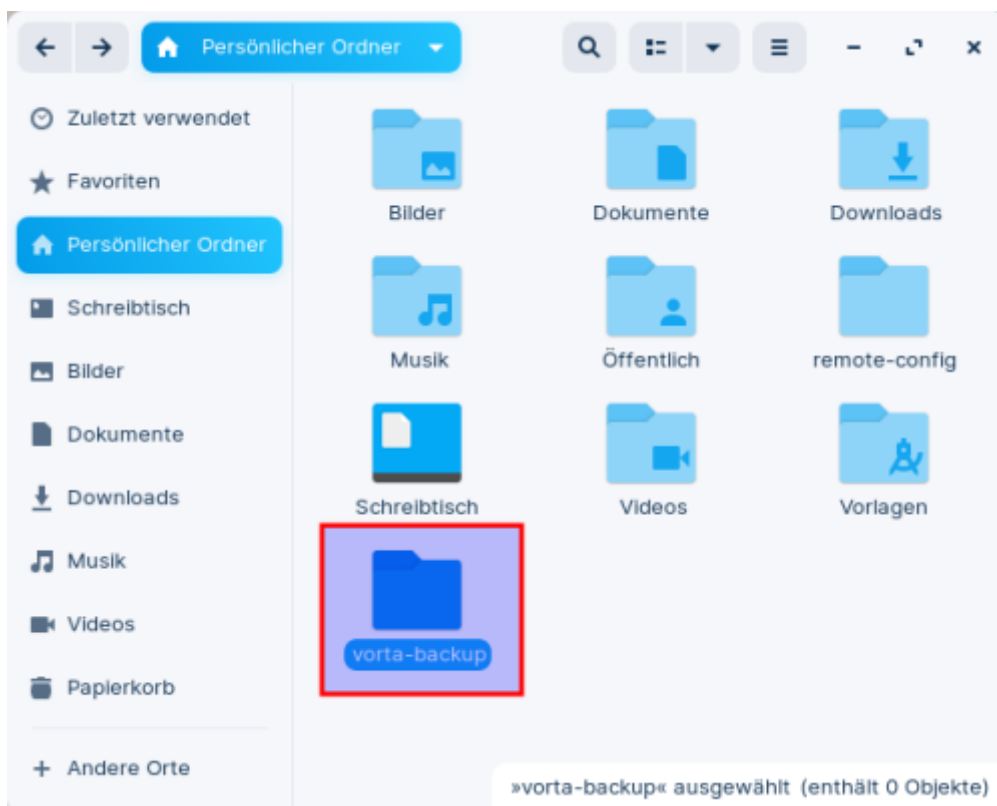 Persönlicher Ordner
Zuletzt verwendet
Favoriten
Persönlicher Ordner
Schreibtisch
Bilder
Dokumente
Downloads
Musik
Videos
Papierkorb
Andere Orte
Bilder
Dokumente
Downloads
Musik
Öffentlich
remote-config
Schreibtisch
Videos
Vorlagen
vorta-backup
»vorta-backup« ausgewählt (enthält 0 Objekte)